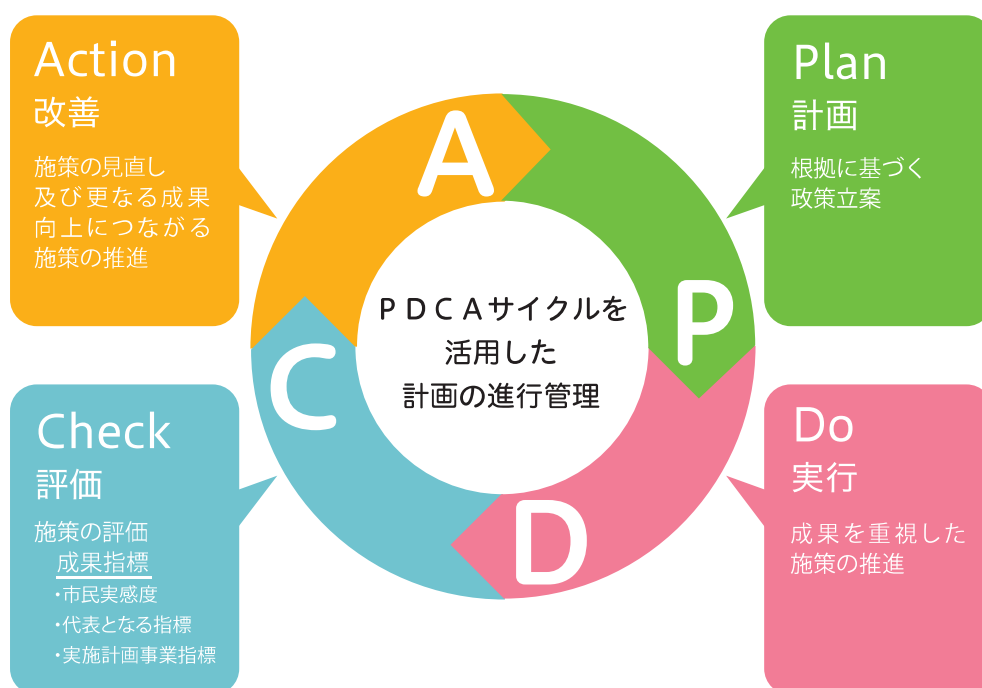 Action
改善
施策の見直し
及び更なる成果
向上につながる
施策の推進
Plan
計画
根拠に基づく
政策立案
A
P
C
D
PDCAサイクルを
活用した
計画の進行管理
Check
評価
施策の評価
成果指標
・市民実感度
・代表となる指標
・実施計画事業指標
Do
実行
成果を重視した
施策の推進